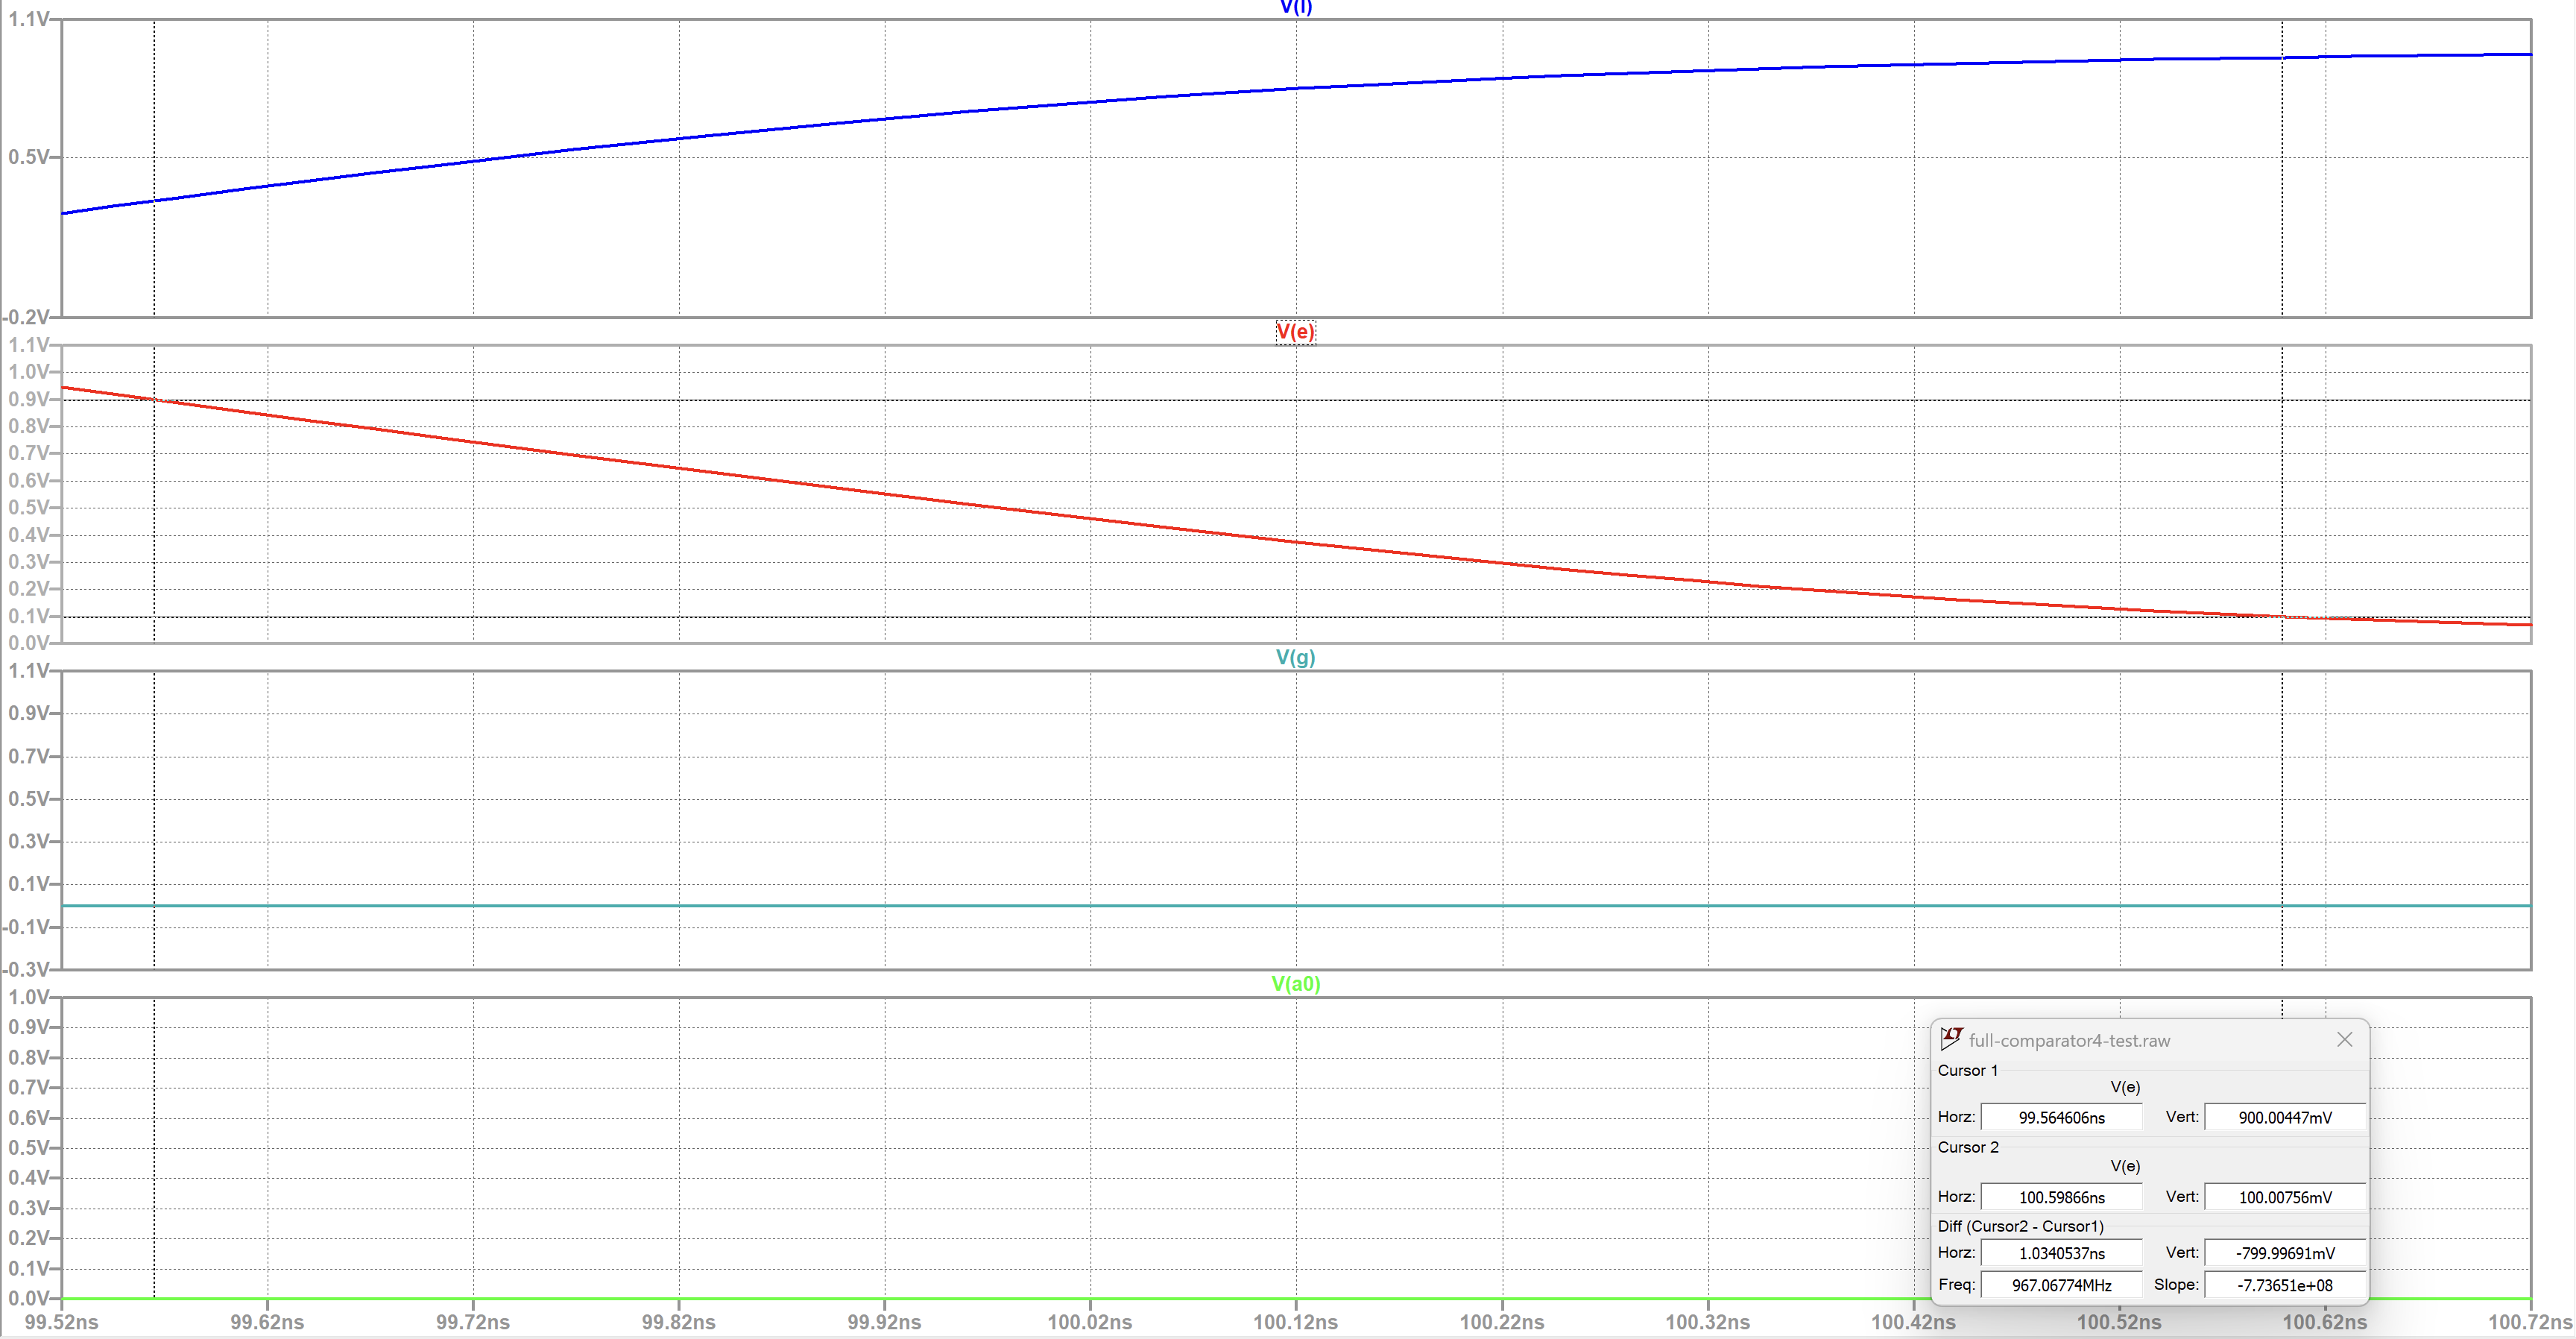 V(l)
1.1V
0.5V
-0.2V
V(e)
1.1V
1.0V
0.9V
0.8V
0.7V
0.6V
0.5V
0.4V
0.3V
0.2V
0.1V
0.0V
V(g)
1.1V
0.9V
0.7V
0.5V
0.3V
0.1V
-0.1V
-0.3V
V(a0)
1.0V
0.9V
0.8V
0.7V
0.6V
0.5V
0.4V
0.3V
0.2V
0.1V
0.0V
99.52ns 99.62ns 99.72ns 99.82ns 99.92ns 100.02ns 100.12ns 100.22ns 100.32ns 100.42ns 100.52ns 100.62ns 100.72ns
full-comparator4-test.raw
Cursor 1
V(e)
Horz: 99.564606ns Vert: 900.00447mV
Cursor 2
V(e)
Horz: 100.59866ns Vert: 100.00756mV
Diff (Cursor2 - Cursor1)
Horz: 1.0340537ns Vert: -799.99691mV
Freq: 967.06774MHz Slope: -7.73651e+08